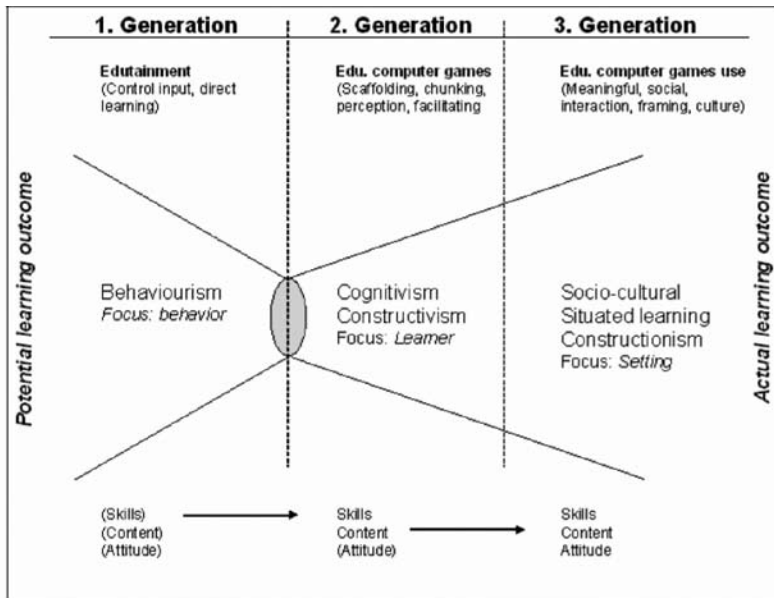 1. Generation
2. Generation
3. Generation
Edutainment
(Control input, direct
learning)
Edu. computer games
(Scaffolding, chunking,
perception, facilitating
Edu. computer games use
(Meaningful, social,
interaction, framing, culture)
Potential learning outcome
Behaviourism
Focus: behavior
Cognitivism
Constructivism
Focus: Learner
Socio-cultural
Situated learning
Constructionism
Focus: Setting
Actual learning outcome
(Skills)
(Content)
(Attitude)
Skills
Content
(Attitude)
Skills
Content
Attitude